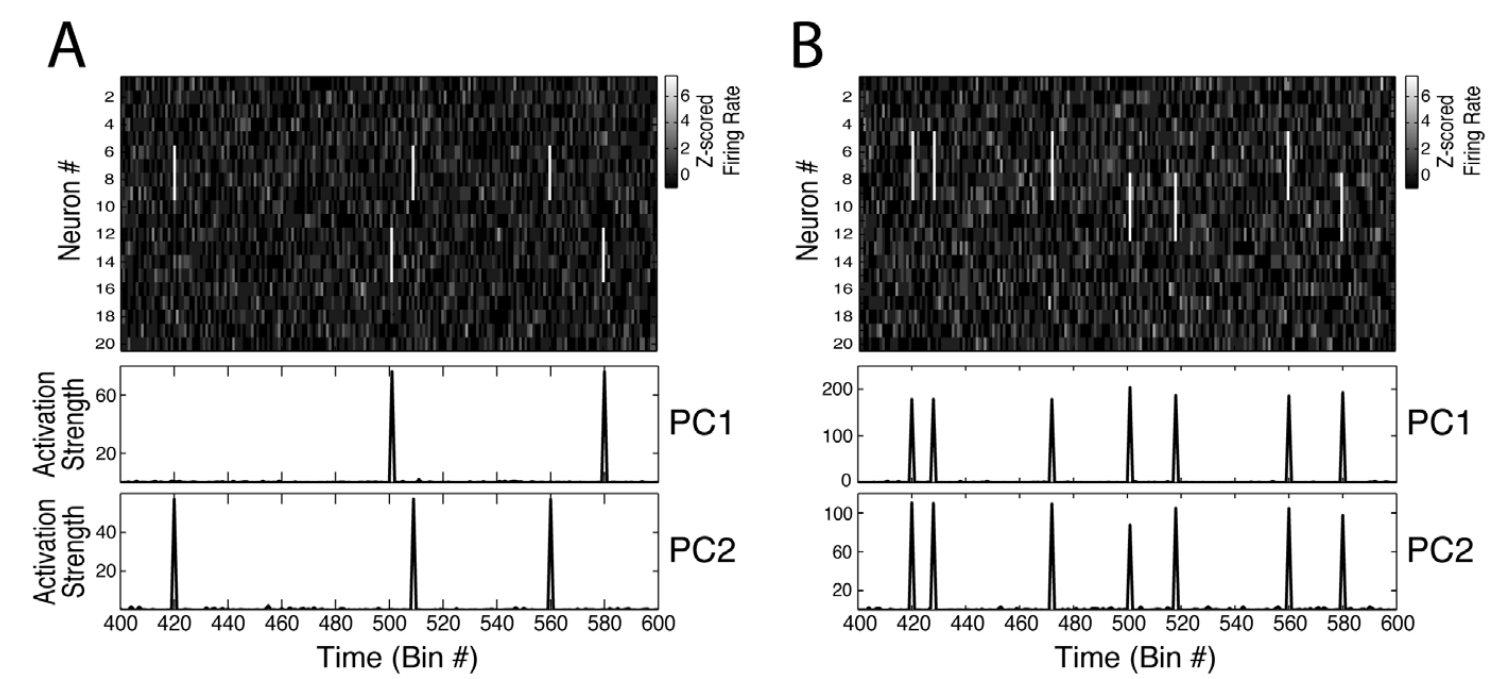 A
Neuron #
2
4
6
8
10
12
14
16
18
20
6
4
2
0
Z-scored
Firing Rate
Activation
Strength
60
20
PC1
Activation
Strength
40
20
PC2
400 420 440 460 480 500 520 540 560 580 600
Time (Bin #)
B
Neuron #
2
4
6
8
10
12
14
16
18
20
6
4
2
0
Z-scored
Firing Rate
200
100
0
PC1
100
60
20
PC2
400 420 440 460 480 500 520 540 560 580 600
Time (Bin #)